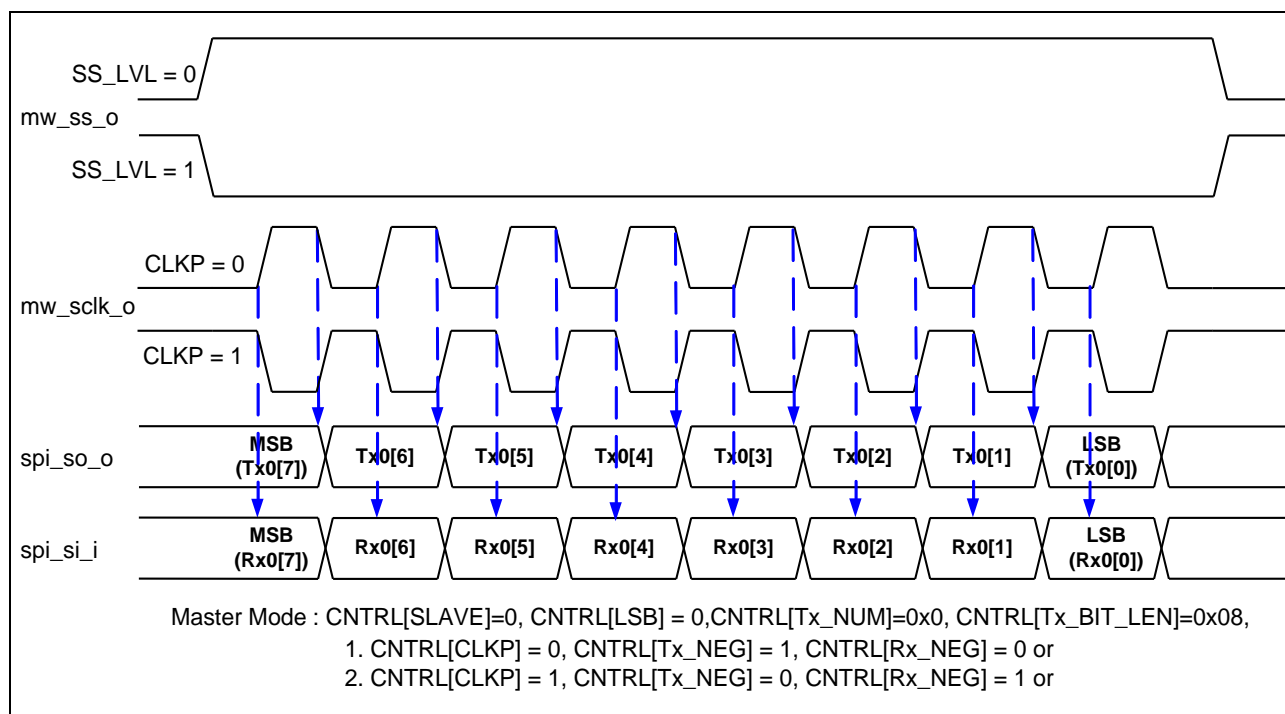 SS_LVL = 0
mw_ss_o
SS_LVL = 1
CLKP = 0
mw_sclk_o
CLKP = 1
spi_so_o
MSB
(Tx0[7])
Tx0[6]
Tx0[5]
Tx0[4]
Tx0[3]
Tx0[2]
Tx0[1]
LSB
(Tx0[0])
spi_si_i
MSB
(Rx0[7])
Rx0[6]
Rx0[5]
Rx0[4]
Rx0[3]
Rx0[2]
Rx0[1]
LSB
(Rx0[0])
Master Mode : CNTRL[SLAVE]=0, CNTRL[LSB] = 0,CNTRL[Tx_NUM]=0x0, CNTRL[Tx_BIT_LEN]=0x08,
1. CNTRL[CLKP] = 0, CNTRL[Tx_NEG] = 1, CNTRL[Rx_NEG] = 0 or
2. CNTRL[CLKP] = 1, CNTRL[Tx_NEG] = 0, CNTRL[Rx_NEG] = 1 or